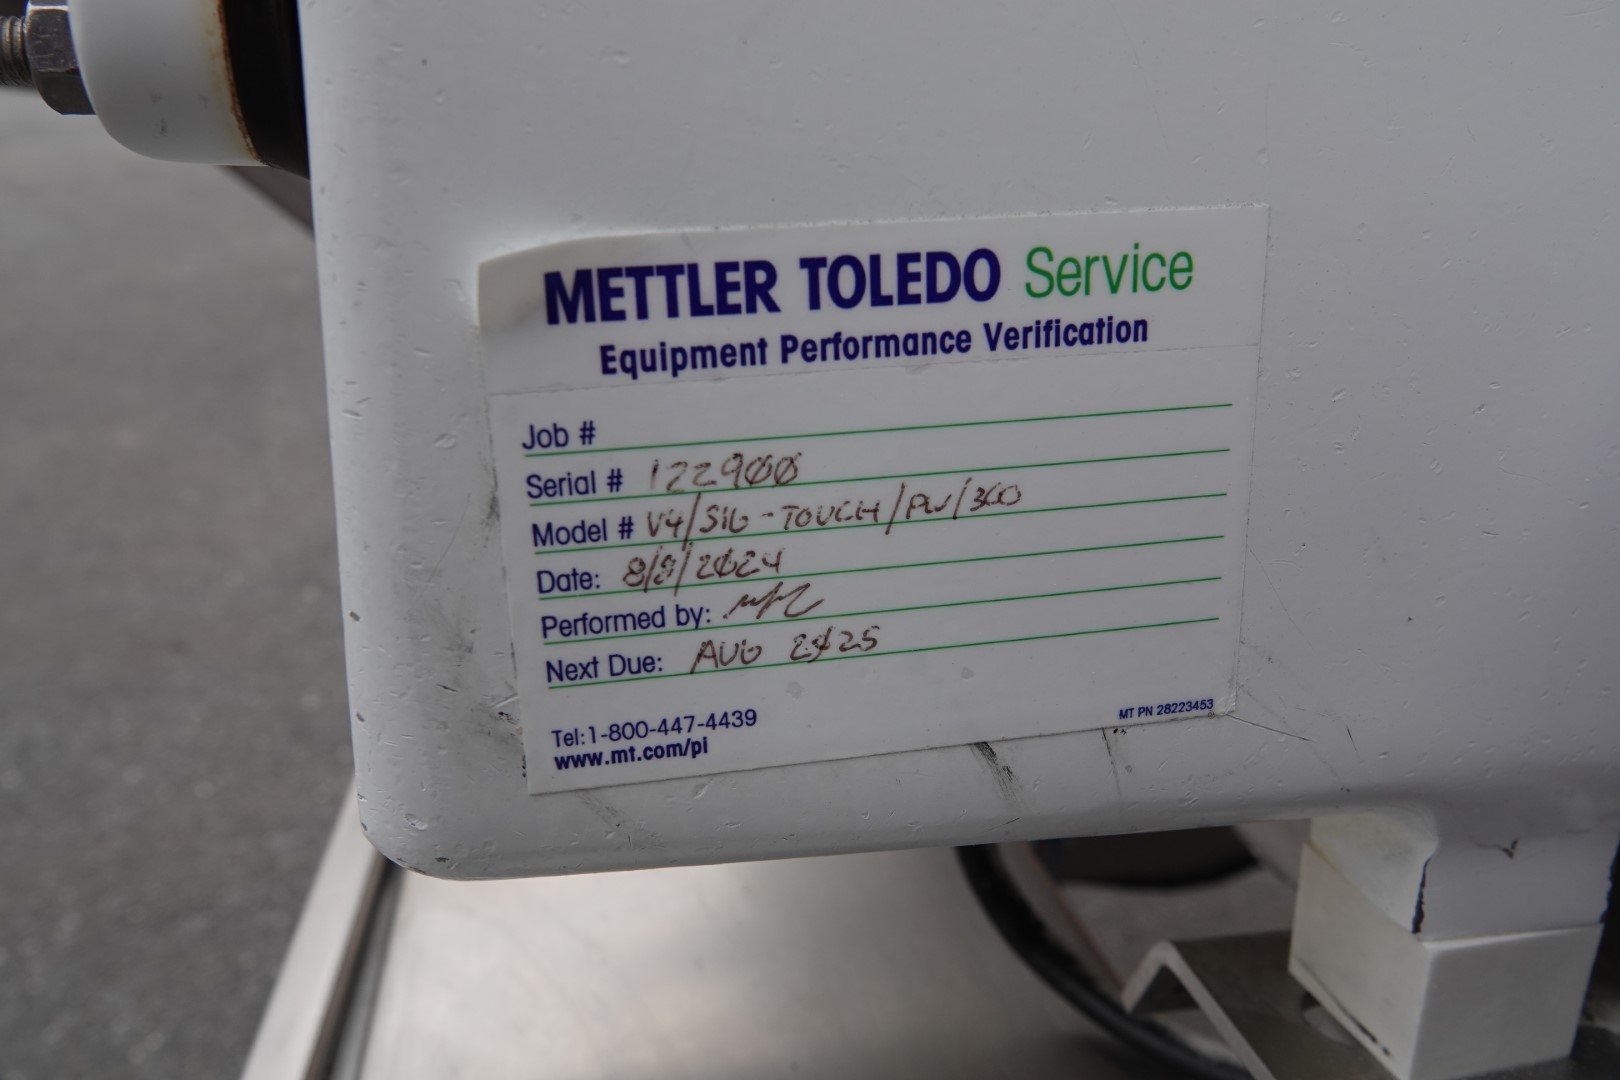 METTLER TOLEDO Service
Equipment Performance Verification
Job #
Serial # 122900
Model # V4/SIG-TOUCH/PW/300
Date: 8/8/2024
Performed by:
Next Due: AUG 2025
Tel:1-800-447-4439
www.mt.com/pi
MT PN 28223453